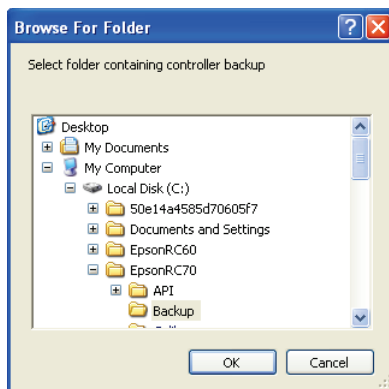 Browse For Folder
Select folder containing controller backup
Desktop
My Documents
My Computer
Local Disk (C:)
50e14a4585d70605f7
Documents and Settings
EpsonRC60
EpsonRC70
API
Backup
OK Cancel